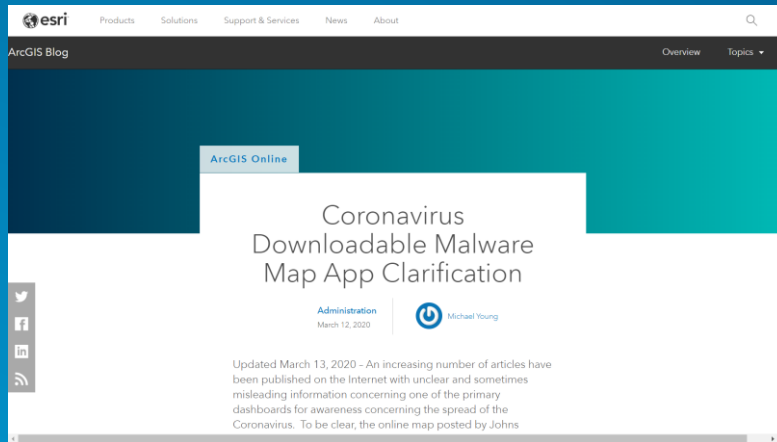 esri Products Solutions Support & Services News About
ArcGIS Blog Overview Topics
ArcGIS Online
Coronavirus
Downloadable Malware
Map App Clarification
Administration
March 12, 2020
Michael Young
Updated March 13, 2020 - An increasing number of articles have
been published on the Internet with unclear and sometimes
misleading information concerning one of the primary
dashboards for awareness concerning the spread of the
Coronavirus. To be clear, the online map posted by Johns